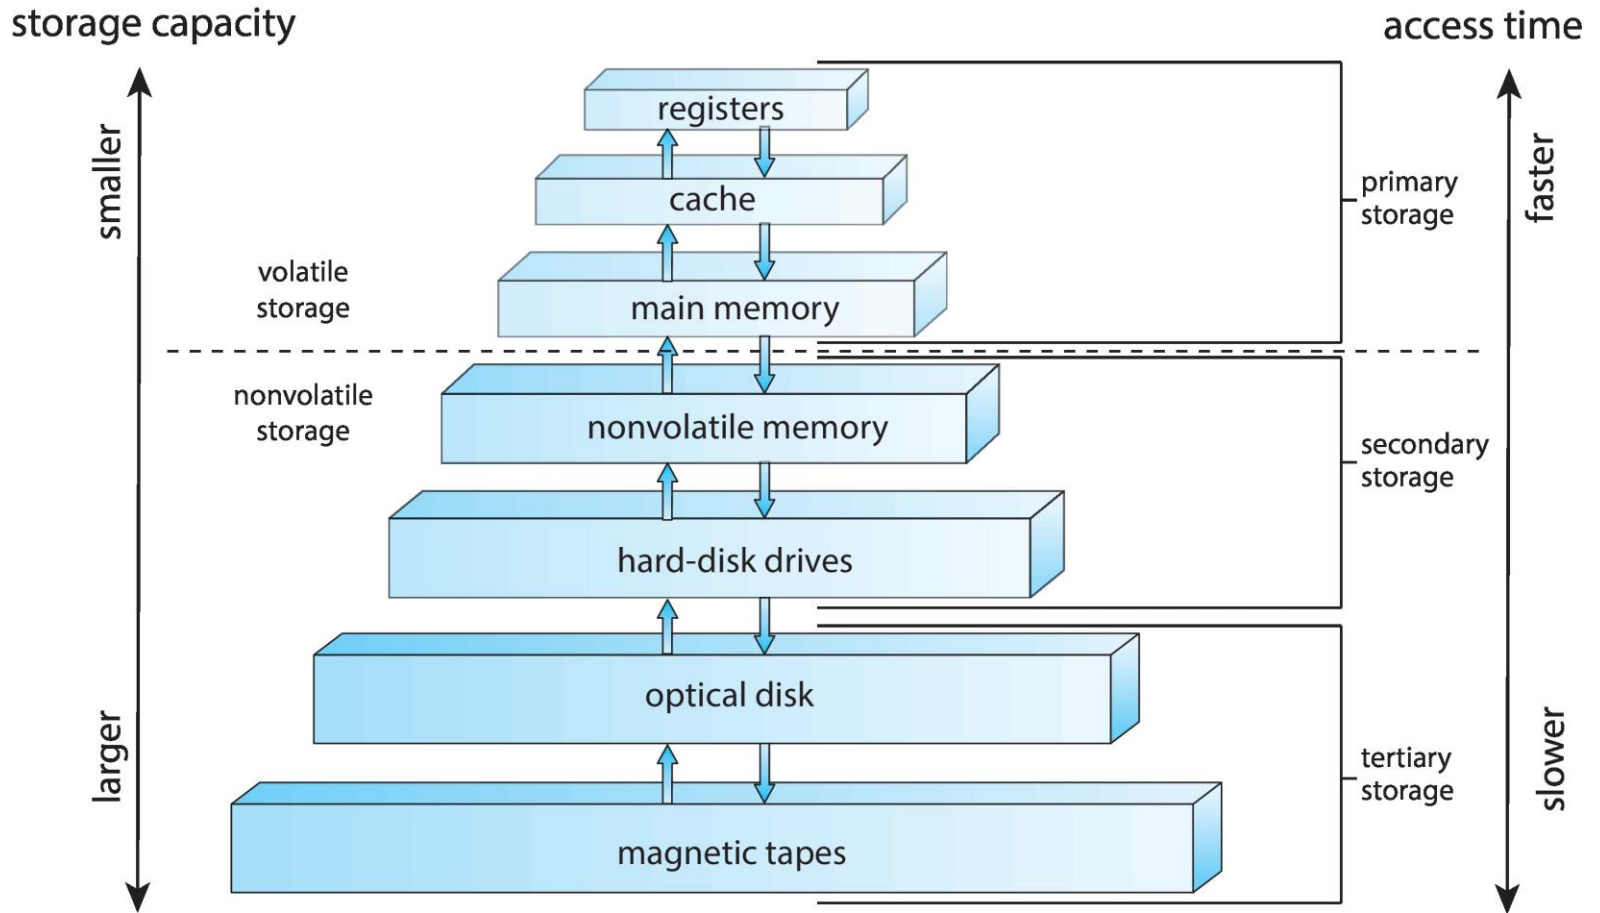 storage capacity
access time
smaller
larger
volatile
storage
nonvolatile
storage
registers
cache
main memory
nonvolatile memory
hard-disk drives
optical disk
magnetic tapes
primary
storage
secondary
storage
tertiary
storage
faster
slower